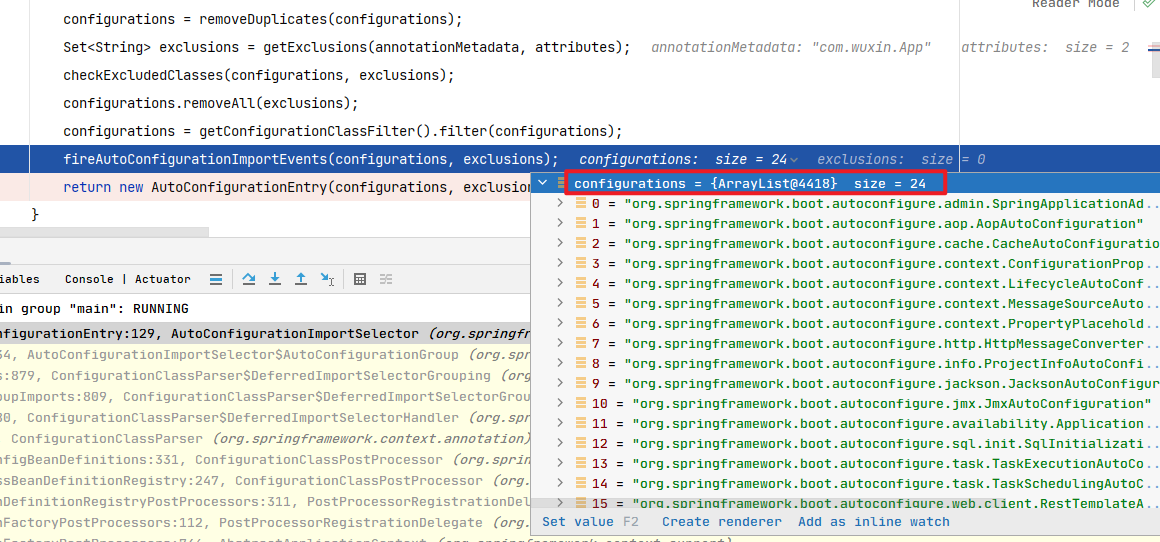 Reader Mode
configurations = removeDuplicates(configurations);
Set<String> exclusions = getExclusions(annotationMetadata, attributes); annotationMetadata: "com.wuxin.App" attributes: size = 2
checkExcludedClasses(configurations, exclusions);
configurations.removeAll(exclusions);
configurations = getConfigurationClassFilter().filter(configurations);
fireAutoConfigurationImportEvents(configurations, exclusions); configurations: size = 24 exclusions: size = 0
return new AutoConfigurationEntry(configurations, exclusion
}
configurations = {ArrayList@4418} size = 24
0 = "org.springframework.boot.autoconfigure.admin.SpringApplicationAd...
1 = "org.springframework.boot.autoconfigure.aop.AopAutoConfiguration"
2 = "org.springframework.boot.autoconfigure.cache.CacheAutoConfiguratio
3 = "org.springframework.boot.autoconfigure.context.ConfigurationProp...
4 = "org.springframework.boot.autoconfigure.context.LifecycleAutoConf...
5 = "org.springframework.boot.autoconfigure.context.MessageSourceAuto...
6 = "org.springframework.boot.autoconfigure.context.PropertyPlacehold...
7 = "org.springframework.boot.autoconfigure.http.HttpMessageConverter...
8 = "org.springframework.boot.autoconfigure.info.ProjectInfoAutoConfi...
9 = "org.springframework.boot.autoconfigure.jackson.JacksonAutoConfigur
10 = "org.springframework.boot.autoconfigure.jmx.JmxAutoConfiguration"
11 = "org.springframework.boot.autoconfigure.availability.Application...
12 = "org.springframework.boot.autoconfigure.sql.init.SqlInitializati...
13 = "org.springframework.boot.autoconfigure.task.TaskExecutionAutoCo...
14 = "org.springframework.boot.autoconfigure.task.TaskSchedulingAutoC...
15 = "org.springframework.boot.autoconfigure.web.client.RestTemplateA...
Set value F2 Create renderer Add as inline watch
iables Console | Actuator
in group "main": RUNNING
nfigurationEntry:129, AutoConfigurationImportSelector (org.springfr
34, AutoConfigurationImportSelector$AutoConfigurationGroup (org.spr
s:879, ConfigurationClassParser$DeferredImportSelectorGrouping (org
oupImports:809, ConfigurationClassParser$DeferredImportSelectorGrou
80, ConfigurationClassParser$DeferredImportSelectorHandler (org.spr
, ConfigurationClassParser (org.springframework.context.annotation)
nfigBeanDefinitions:331, ConfigurationClassPostProcessor (org.sprin
ssBeanDefinitionRegistry:247, ConfigurationClassPostProcessor (org
nDefinitionRegistryPostProcessors:311, PostProcessorRegistrationDel
nFactoryPostProcessors:112, PostProcessorRegistrationDelegate (org.